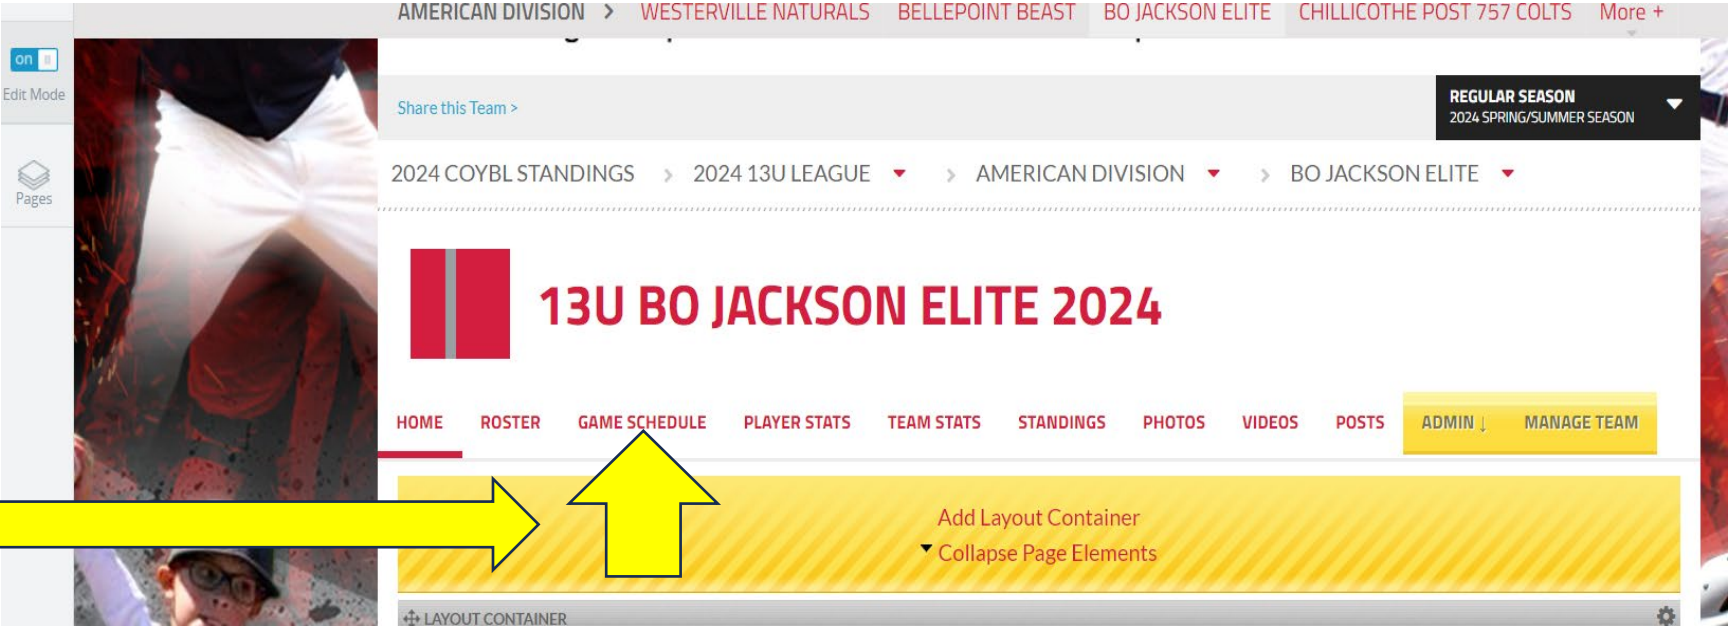 AMERICAN DIVISION > WESTERVILLE NATURALS BELLEPOINT BEAST BO JACKSON ELITE CHILLICOTHE POST 757 COLTS More +
on
Edit Mode
Share this Team >
REGULAR SEASON
2024 SPRING/SUMMER SEASON
Pages
2024 COYBL STANDINGS > 2024 13U LEAGUE > AMERICAN DIVISION > BO JACKSON ELITE
13U BO JACKSON ELITE 2024
HOME ROSTER GAME SCHEDULE PLAYER STATS TEAM STATS STANDINGS PHOTOS VIDEOS POSTS ADMIN ↓ MANAGE TEAM
Add Layout Container
Collapse Page Elements
LAYOUT CONTAINER